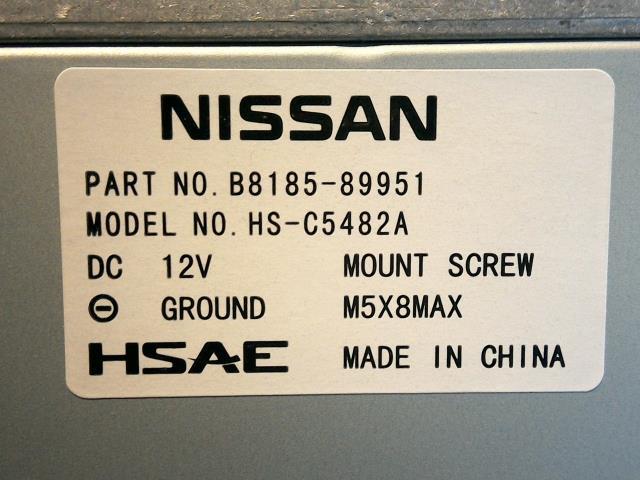 NISSAN
PART NO. B8185-89951
MODEL NO. HS-C5482A
DC 12V MOUNT SCREW
⊖ GROUND M5X8MAX
HSAE MADE IN CHINA